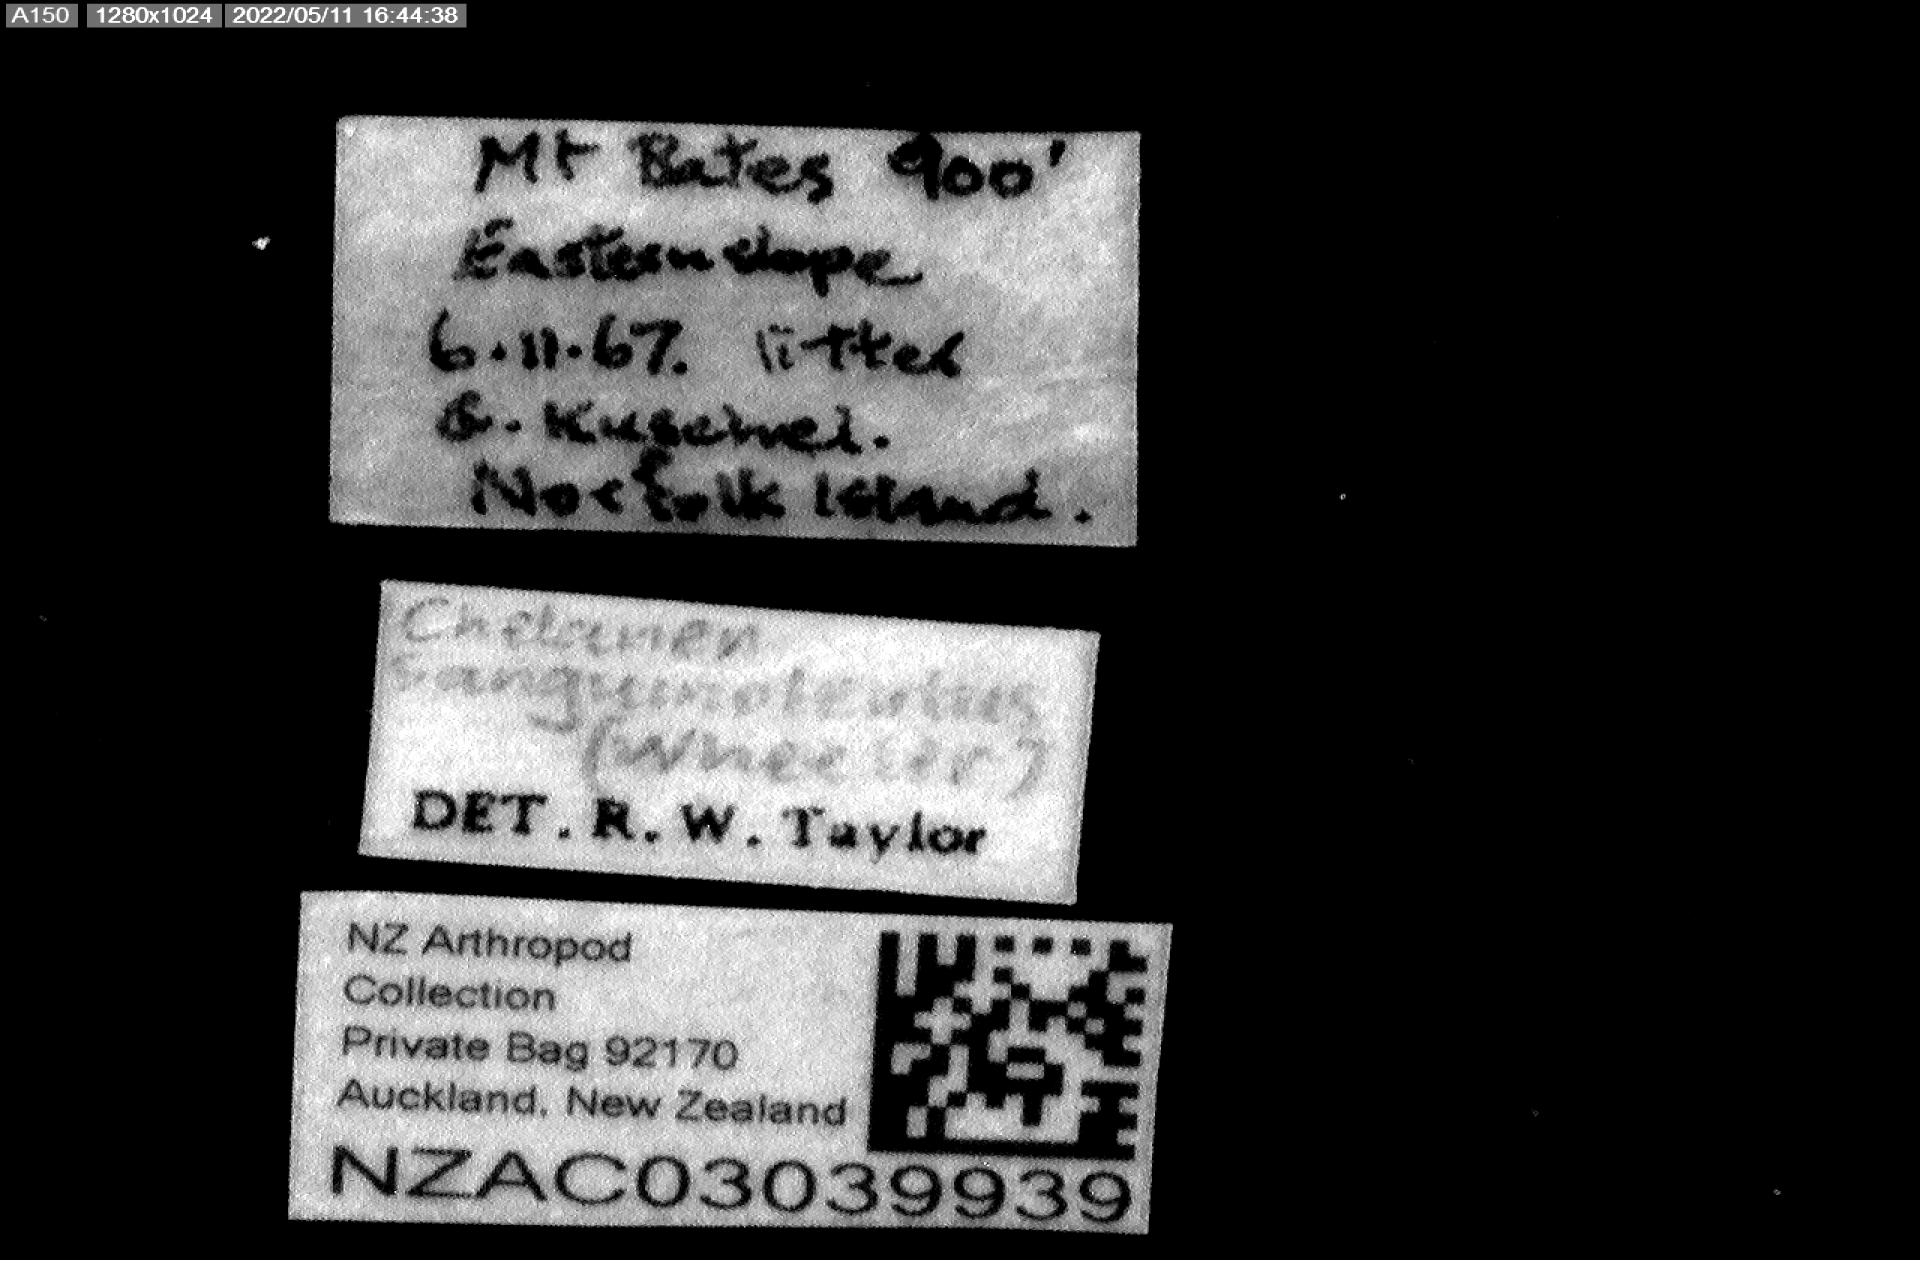 A150 1280x1024 2022/05/11 16:44:38
Mt Bates 900'
Eastern slope
6.11.67. litter
G. Kuschel.
Norfolk Island.
Chelaner
sanguinolentus
(Wheeler)
DET. R. W. Taylor
NZ Arthropod
Collection
Private Bag 92170
Auckland, New Zealand
NZAC03039939